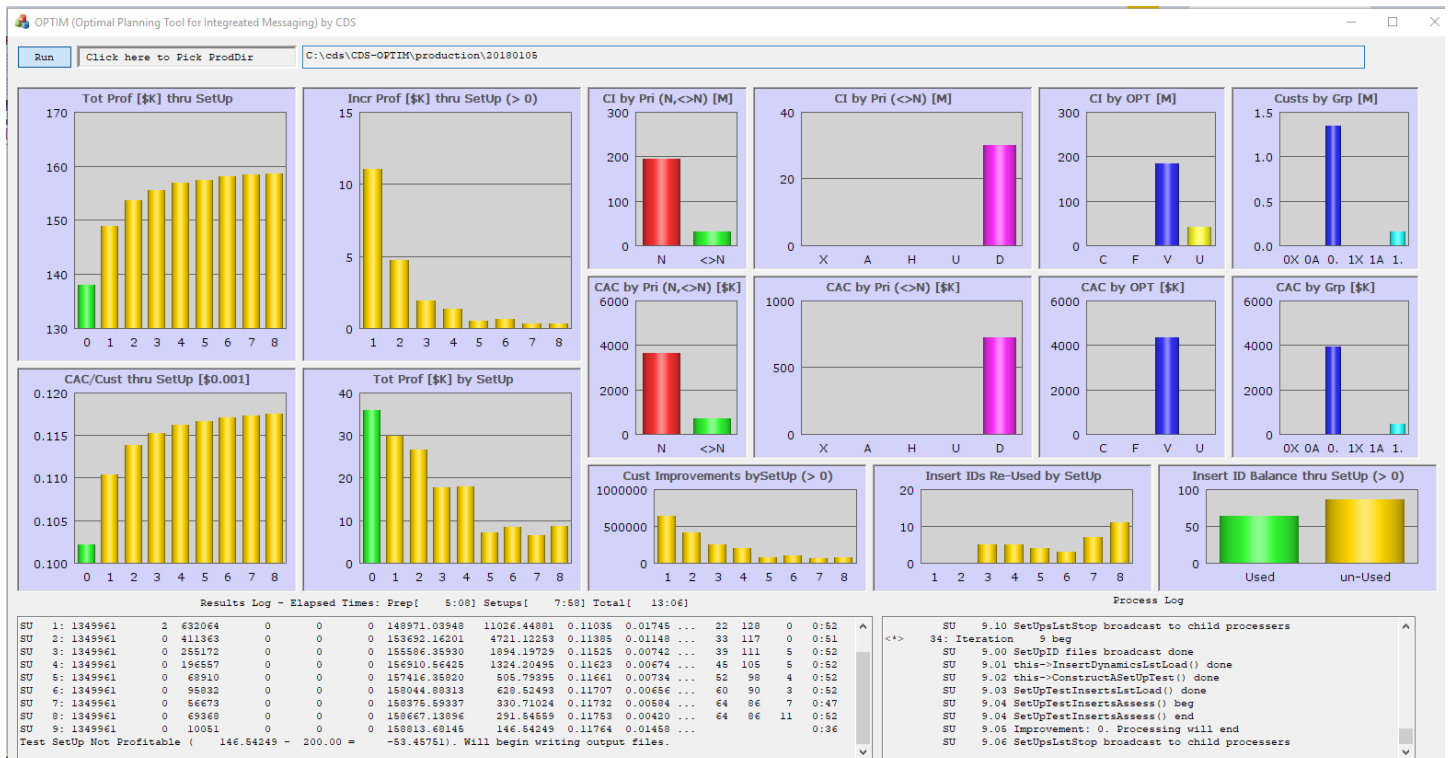 OPTIM (Optimal Planning Tool for Integreated Messaging) by CDS
Run Click here to Pick ProdDir C:\cds\CDS-OPTIM\production\20180105
Tot Prof [$K] thru SetUp
170
160
150
140
130
0 1 2 3 4 5 6 7 8
Incr Prof [$K] thru SetUp (> 0)
15
10
5
0
1 2 3 4 5 6 7 8
CI by Pri (N,<>N) [M]
300
200
100
0
N <>N
CI by Pri (<>N) [M]
40
20
0
X A H U D
CI by OPT [M]
300
200
100
0
C F V U
Custs by Grp [M]
1.5
1.0
0.5
0.0
0X 0A 0. 1X 1A 1.
CAC by Pri (N,<>N) [$K]
6000
4000
2000
0
N <>N
CAC by Pri (<>N) [$K]
1000
500
0
X A H U D
CAC by OPT [$K]
6000
4000
2000
0
C F V U
CAC by Grp [$K]
6000
4000
2000
0
0X 0A 0. 1X 1A 1.
CAC/Cust thru SetUp [$0.001]
0.120
0.115
0.110
0.105
0.100
0 1 2 3 4 5 6 7 8
Tot Prof [$K] by SetUp
40
30
20
10
0
0 1 2 3 4 5 6 7 8
Cust Improvements bySetUp (> 0)
1000000
500000
0
1 2 3 4 5 6 7 8
Insert IDs Re-Used by SetUp
20
10
0
1 2 3 4 5 6 7 8
Insert ID Balance thru SetUp (> 0)
100
50
0
Used un-Used
Results Log - Elapsed Times: Prep[ 5:08] Setups[ 7:58] Total[ 13:06]
SU 1: 1349961 2 632064 0 0 0 148971.03948 11026.44881 0.11035 0.01745 ... 22 128 0 0:52
SU 2: 1349961 0 411363 0 0 0 153692.16201 4721.12253 0.11385 0.01148 ... 33 117 0 0:51
SU 3: 1349961 0 255172 0 0 0 155586.35930 1894.19729 0.11525 0.00742 ... 39 111 5 0:52
SU 4: 1349961 0 196557 0 0 0 156910.56425 1324.20495 0.11623 0.00674 ... 45 105 5 0:52
SU 5: 1349961 0 68910 0 0 0 157416.35820 505.79395 0.11661 0.00734 ... 52 98 4 0:52
SU 6: 1349961 0 95832 0 0 0 158044.88313 628.52493 0.11707 0.00656 ... 60 90 3 0:52
SU 7: 1349961 0 56673 0 0 0 158375.59337 330.71024 0.11732 0.00584 ... 64 86 7 0:47
SU 8: 1349961 0 69368 0 0 0 158667.13896 291.54559 0.11753 0.00420 ... 64 86 11 0:52
SU 9: 1349961 0 10051 0 0 0 158813.68145 146.54249 0.11764 0.01458 ... 0:36
Test SetUp Not Profitable ( 146.54249 - 200.00 = -53.45751). Will begin writing output files.
Process Log
SU 9.10 SetUpsLstStop broadcast to child processers
<*> 34: Iteration 9 beg
SU 9.00 SetUpID files broadcast done
SU 9.01 this->InsertDynamicsLstLoad() done
SU 9.02 this->ConstructASetUpTest() done
SU 9.03 SetUpTestInsertsLstLoad() done
SU 9.04 SetUpTestInsertsAssess() beg
SU 9.04 SetUpTestInsertsAssess() end
SU 9.05 Improvement: 0. Processing will end
SU 9.06 SetUpsLstStop broadcast to child processers